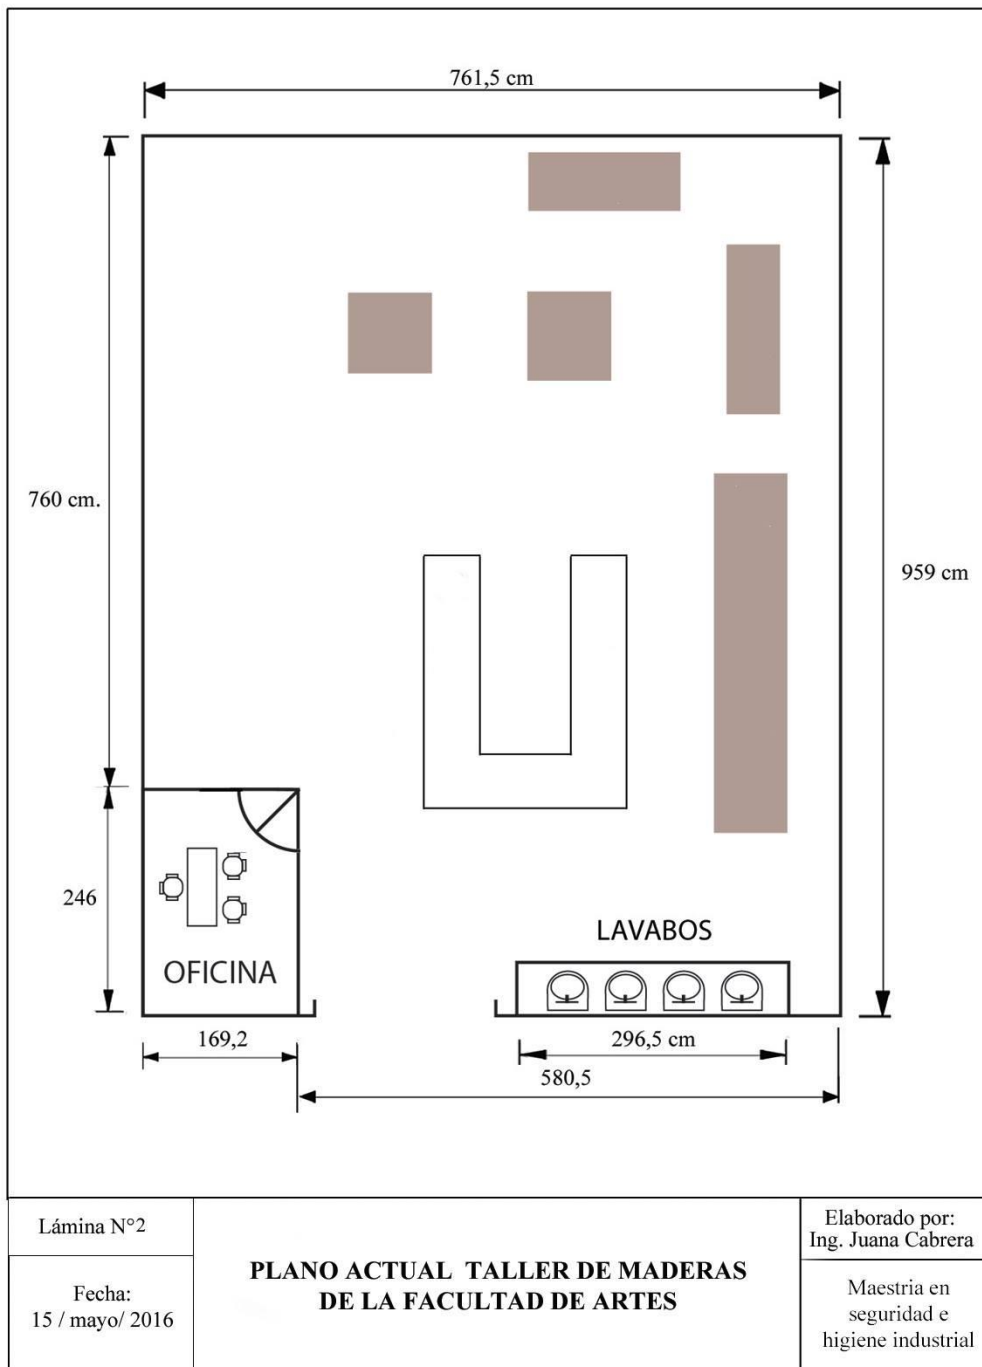 761,5 cm
760 cm.
959 cm
246
OFICINA
LAVABOS
169,2
296,5 cm
580,5
Lámina N°2
Fecha:
15 / mayo/ 2016
PLANO ACTUAL TALLER DE MADERAS
DE LA FACULTAD DE ARTES
Elaborado por:
Ing. Juana Cabrera
Maestria en
seguridad e
higiene industrial